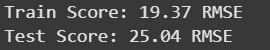 Train Score: 19.37 RMSE
Test Score: 25.04 RMSE